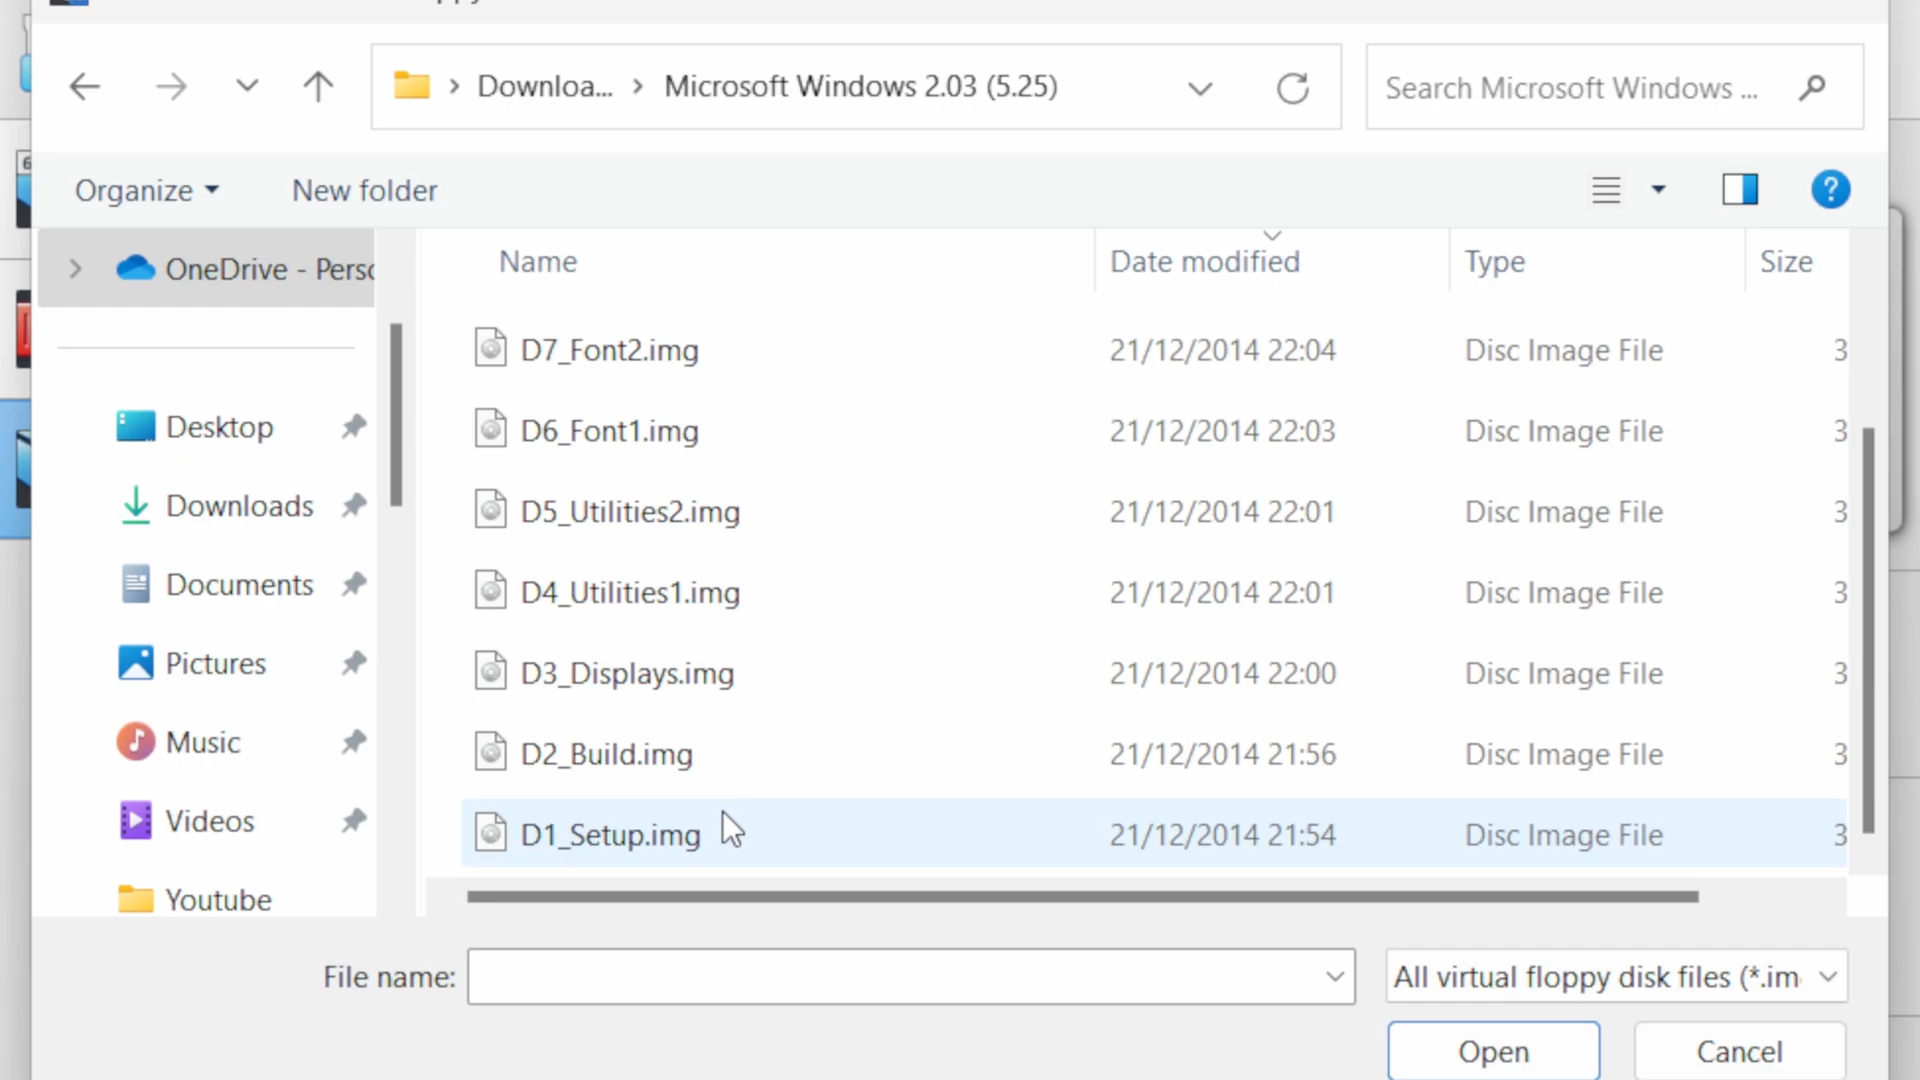 Downloa... > Microsoft Windows 2.03 (5.25)
Search Microsoft Windows ...
Organize
New folder
?
OneDrive - Perso
Desktop
Downloads
Documents
Pictures
Music
Videos
Youtube
Name Date modified Type Size
D7_Font2.img 21/12/2014 22:04 Disc Image File 3
D6_Font1.img 21/12/2014 22:03 Disc Image File 3
D5_Utilities2.img 21/12/2014 22:01 Disc Image File 3
D4_Utilities1.img 21/12/2014 22:01 Disc Image File 3
D3_Displays.img 21/12/2014 22:00 Disc Image File 3
D2_Build.img 21/12/2014 21:56 Disc Image File 3
D1_Setup.img 21/12/2014 21:54 Disc Image File 3
File name:
All virtual floppy disk files (*.im
Open
Cancel